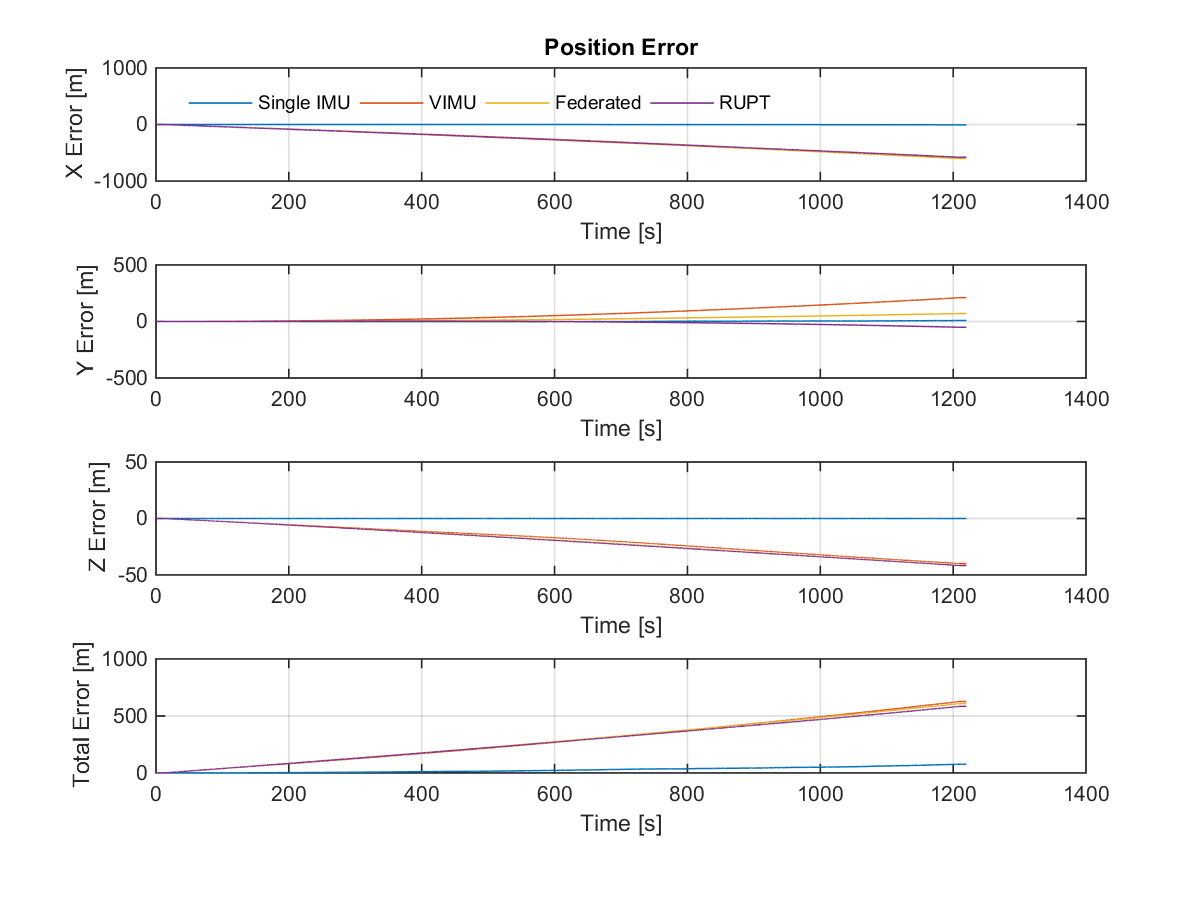 Position Error
1000
0
-1000
X Error [m]
Single IMU VIMU Federated RUPT
0 200 400 600 800 1000 1200 1400
Time [s]
500
0
-500
Y Error [m]
0 200 400 600 800 1000 1200 1400
Time [s]
50
0
-50
Z Error [m]
0 200 400 600 800 1000 1200 1400
Time [s]
1000
500
0
Total Error [m]
0 200 400 600 800 1000 1200 1400
Time [s]